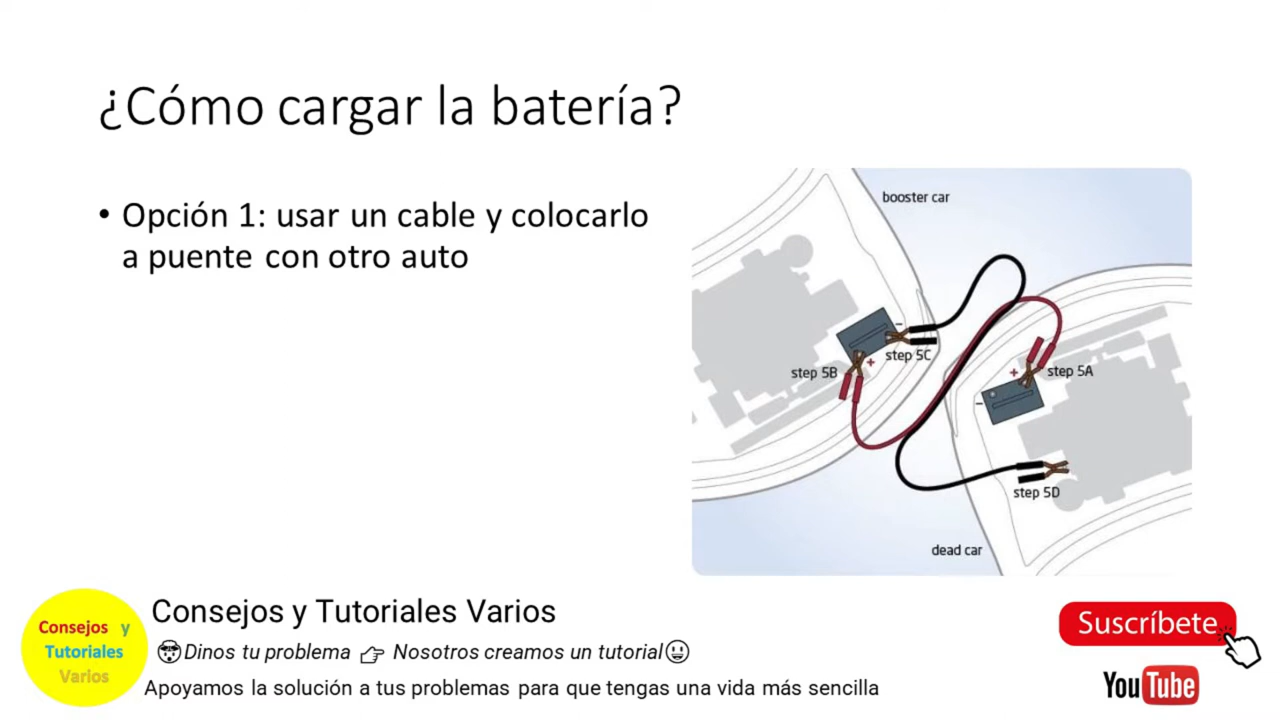 ¿Cómo cargar la batería?
• Opción 1: usar un cable y colocarlo
a puente con otro auto
booster car
−
step 5C
step 5B
+
+
step 5A
−
step 5D
dead car
Consejos y
Tutoriales
Varios
Consejos y Tutoriales Varios
Dinos tu problema 👉 Nosotros creamos un tutorial😃
Apoyamos la solución a tus problemas para que tengas una vida más sencilla
Suscríbete
YouTube